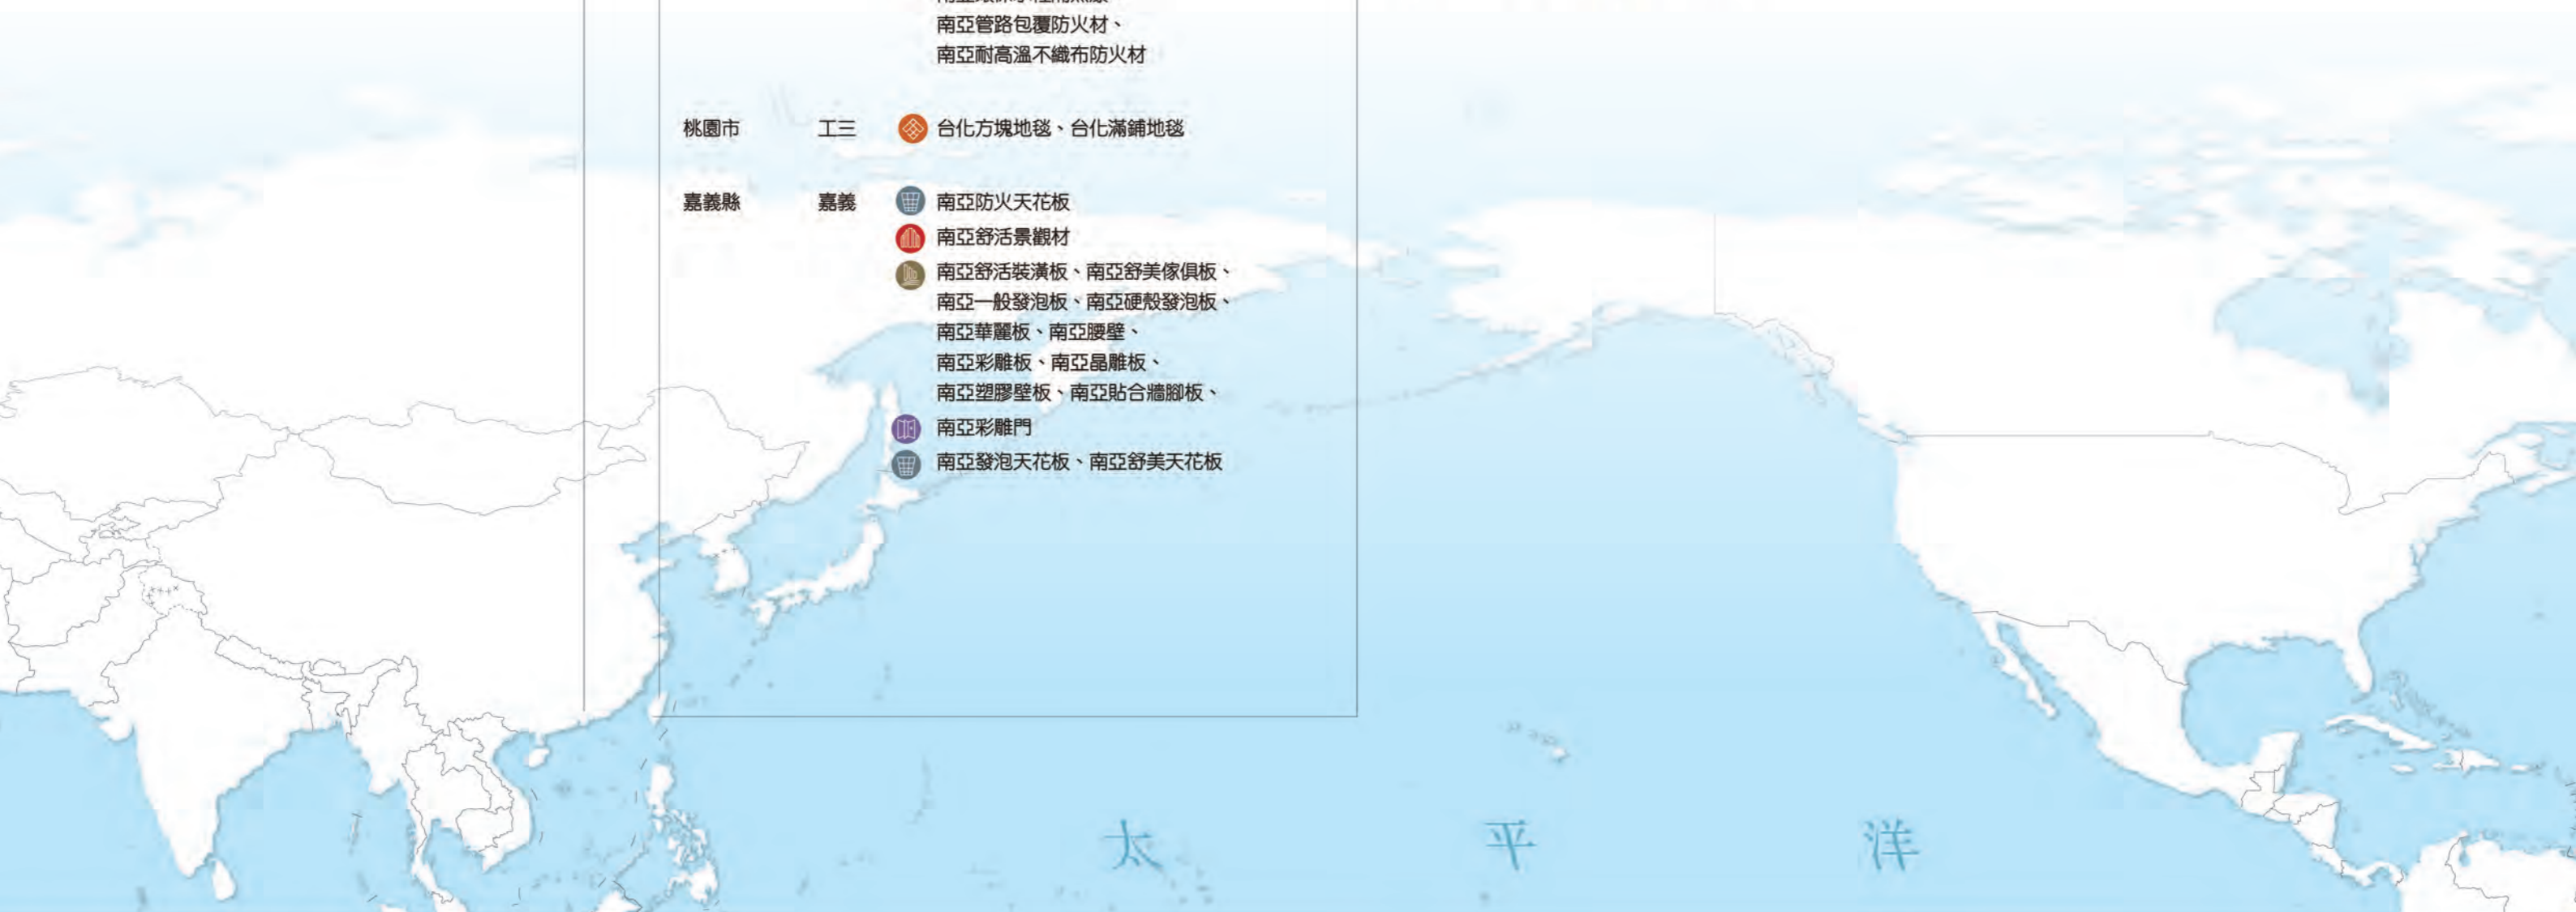 南亞管路包覆防火材、
南亞耐高溫不織布防火材
桃園市 工三 台化方塊地毯、台化滿鋪地毯
嘉義縣 嘉義 南亞防火天花板
南亞舒活景觀材
南亞舒活裝潢板、南亞舒美傢俱板、
南亞一般發泡板、南亞硬殼發泡板、
南亞華麗板、南亞腰壁、
南亞彩雕板、南亞晶雕板、
南亞塑膠壁板、南亞貼合牆腳板、
南亞彩雕門
南亞發泡天花板、南亞舒美天花板
太平洋